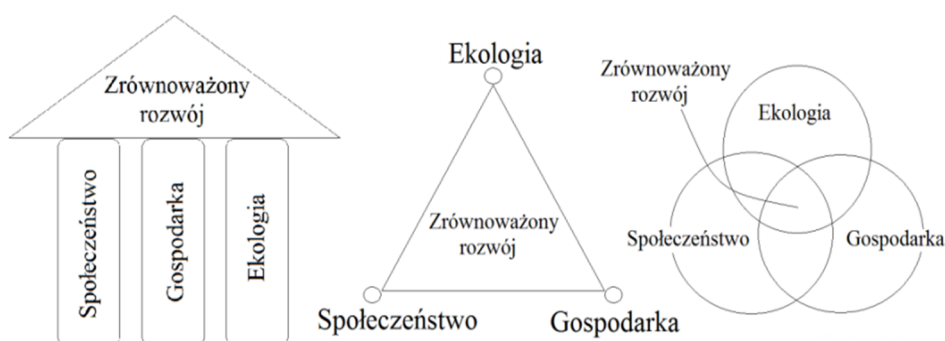 Zrównoważony
rozwój
Społeczeństwo
Gospodarka
Ekologia
Ekologia
Zrównoważony
rozwój
Społeczeństwo
Gospodarka
Zrównoważony
rozwój
Ekologia
Społeczeństwo
Gospodarka